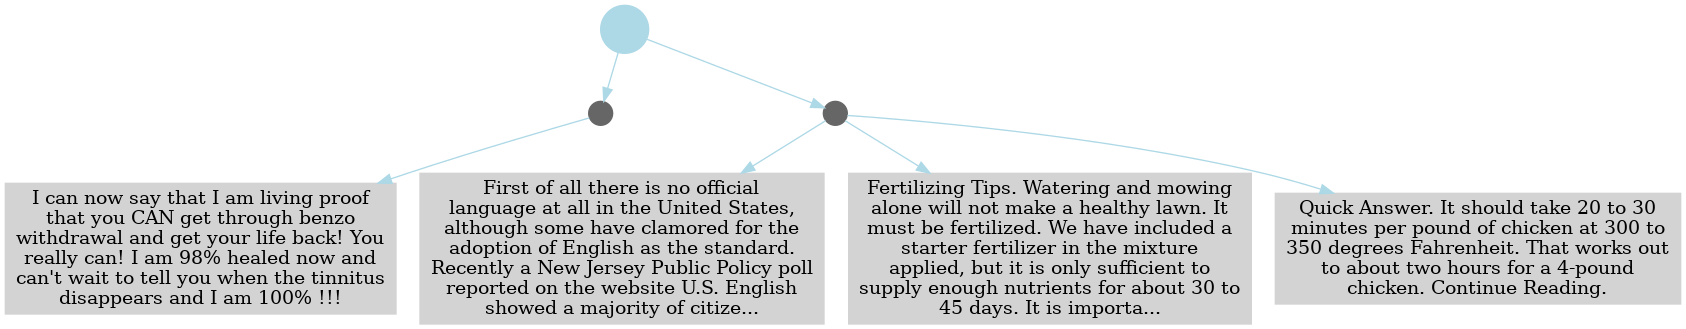 I can now say that I am living proof
that you CAN get through benzo
withdrawal and get your life back! You
really can! I am 98% healed now and
can't wait to tell you when the tinnitus
disappears and I am 100% !!!
First of all there is no official
language at all in the United States,
although some have clamored for the
adoption of English as the standard.
Recently a New Jersey Public Policy poll
reported on the website U.S. English
showed a majority of citize...
Fertilizing Tips. Watering and mowing
alone will not make a healthy lawn. It
must be fertilized. We have included a
starter fertilizer in the mixture
applied, but it is only sufficient to
supply enough nutrients for about 30 to
45 days. It is importa...
Quick Answer. It should take 20 to 30
minutes per pound of chicken at 300 to
350 degrees Fahrenheit. That works out
to about two hours for a 4-pound
chicken. Continue Reading.